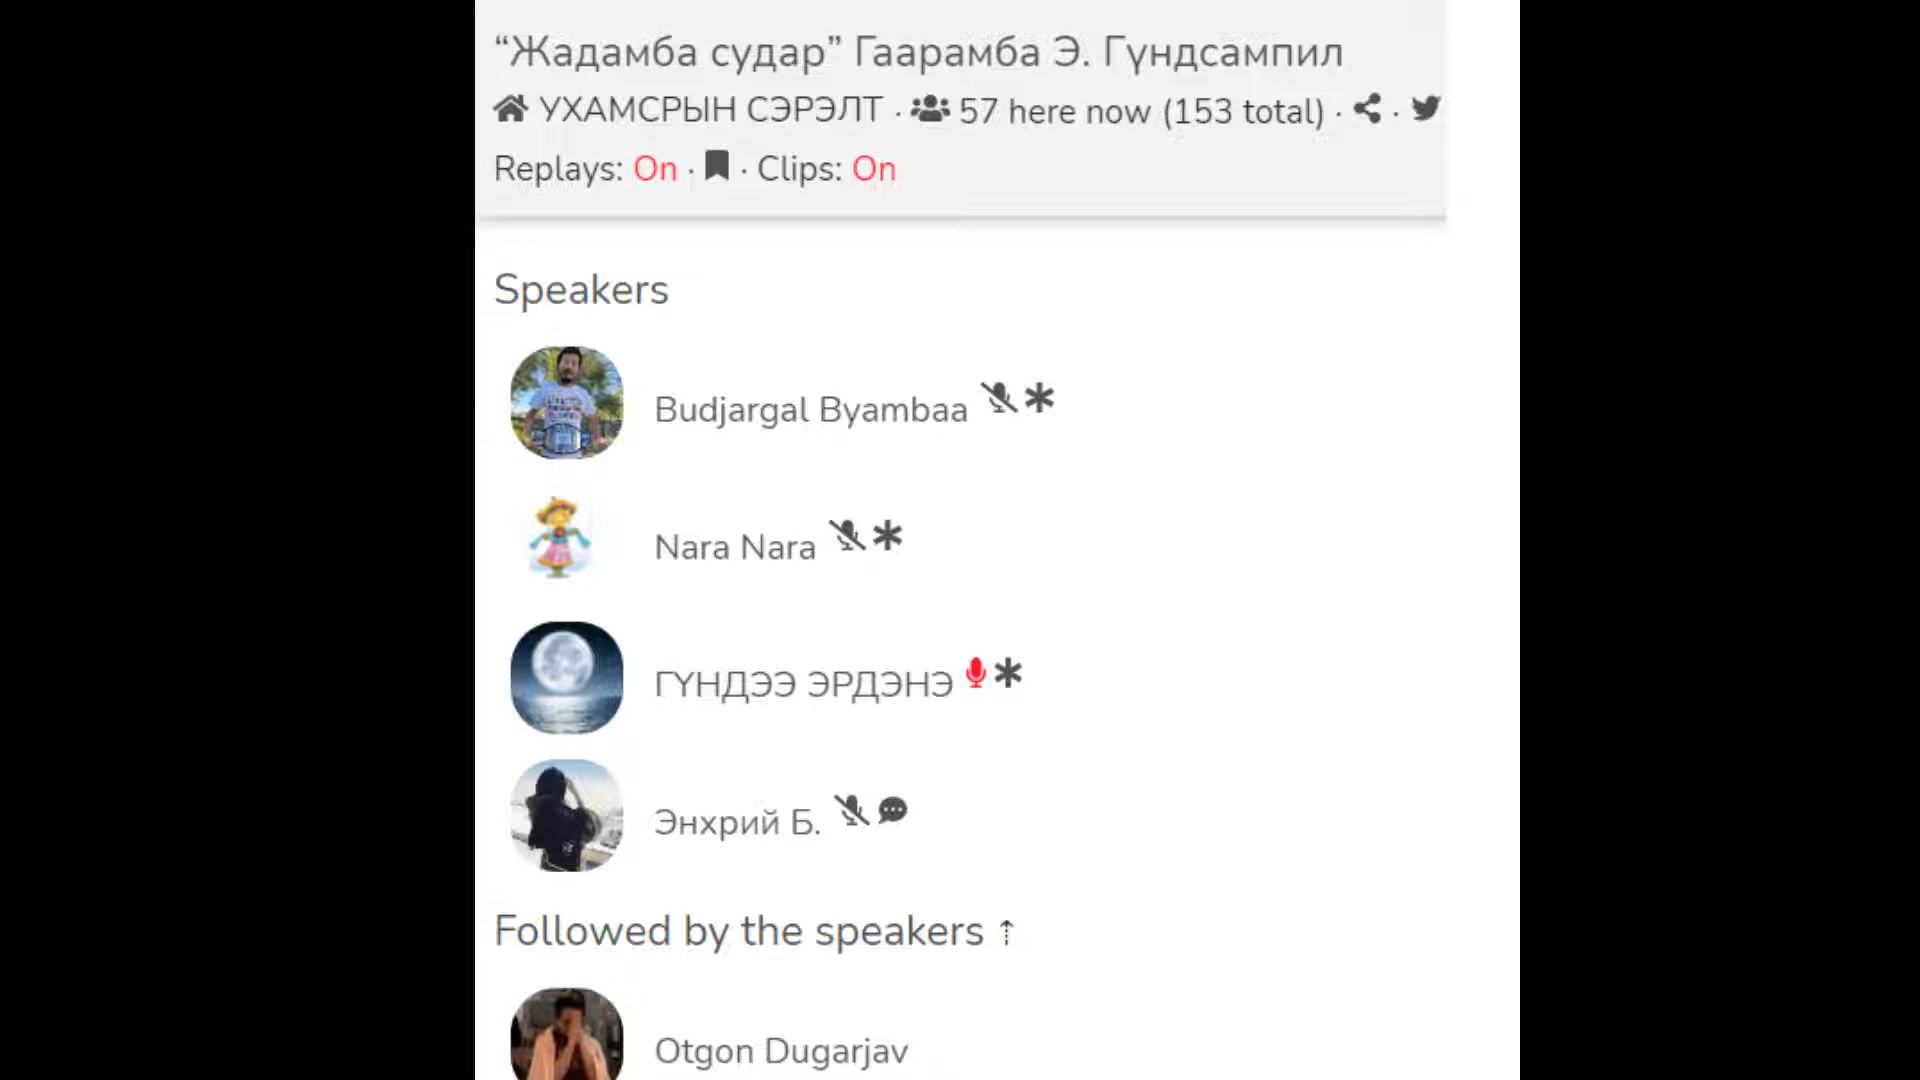 “Жадамба судар” Гаарамба Э. Гүндсампил
УХАМСРЫН СЭРЭЛТ · 57 here now (153 total) · ·
Replays: On · · Clips: On
Speakers
Budjargal Byambaa
Nara Nara
ГҮНДЭЭ ЭРДЭНЭ
Энхрий Б.
Followed by the speakers ⇡
Otgon Dugarjav